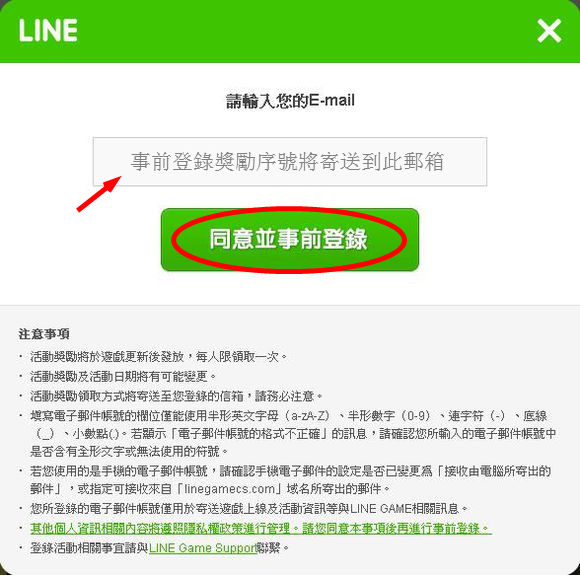 LINE
請輸入您的E-mail
事前登錄獎勵序號將寄送到此郵箱
同意並事前登錄
注意事項
· 活動獎勵將於遊戲更新後發放，每人限領取一次。
· 活動獎勵及活動日期將有可能變更。
· 活動獎勵領取方式將寄送至您登錄的信箱，請務必注意。
· 填寫電子郵件帳號的欄位僅能使用半形英文字母（a-zA-Z）、半形數字（0-9）、連字符（-）、底線
（_）、小數點(.)。若顯示「電子郵件帳號的格式不正確」的訊息，請確認您所輸入的電子郵件帳號中
是否含有全形文字或無法使用的符號。
· 若您使用的是手機的電子郵件帳號，請確認手機電子郵件的設定是否已變更爲「接收由電腦所寄出的
郵件」，或指定可接收來自「linegamecs.com」域名所寄出的郵件。
· 您所登錄的電子郵件帳號僅用於寄送遊戲上線及活動資訊等與LINE GAME相關訊息。
· 其他個人資訊相關內容將遵照隱私權政策進行管理。請您同意本事項後再進行事前登錄。
· 登錄活動相關事宜請與LINE Game Support聯繫。